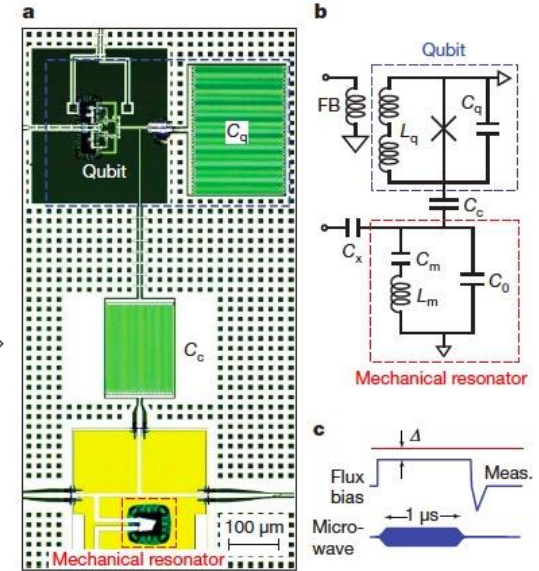 a
C_q
Qubit
C_c
100 μm
Mechanical resonator
b
Qubit
FB
L_q
C_q
C_c
C_x
C_m
L_m
C_0
Mechanical resonator
c
Δ
Flux
bias
Meas.
Micro-
wave
1 μs